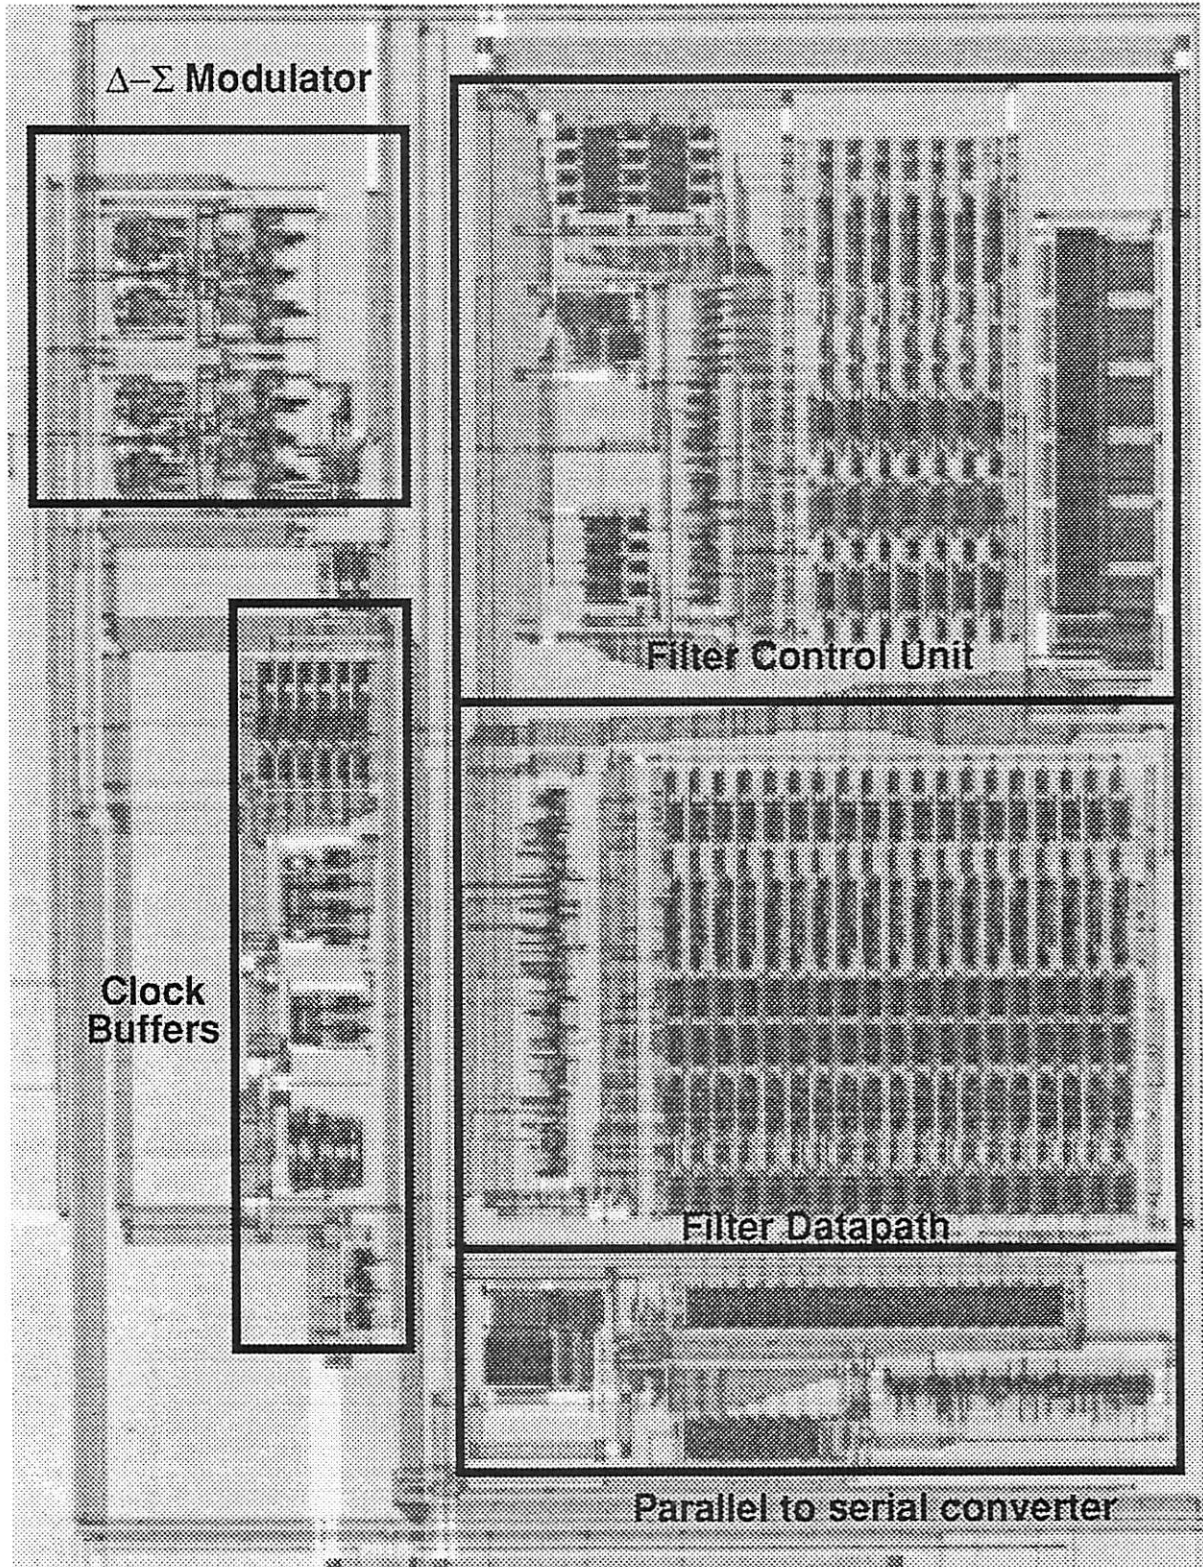 Δ–Σ Modulator
Filter Control Unit
Clock
Buffers
Filter Datapath
Parallel to serial converter